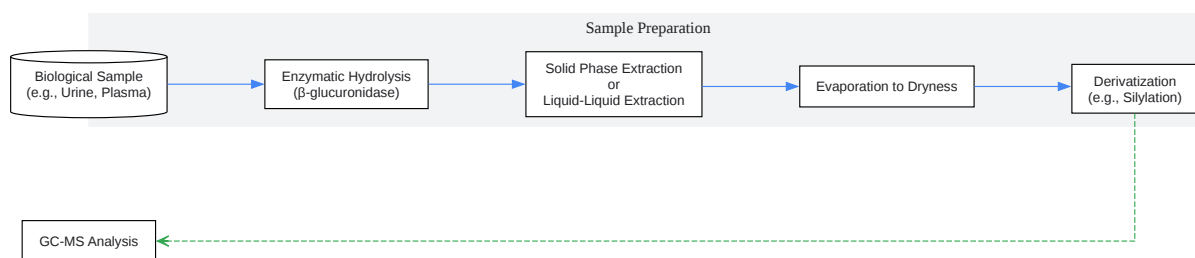 Sample Preparation
Biological Sample
(e.g., Urine, Plasma)
Enzymatic Hydrolysis
(β-glucuronidase)
Solid Phase Extraction
or
Liquid-Liquid Extraction
Evaporation to Dryness
Derivatization
(e.g., Silylation)
GC-MS Analysis